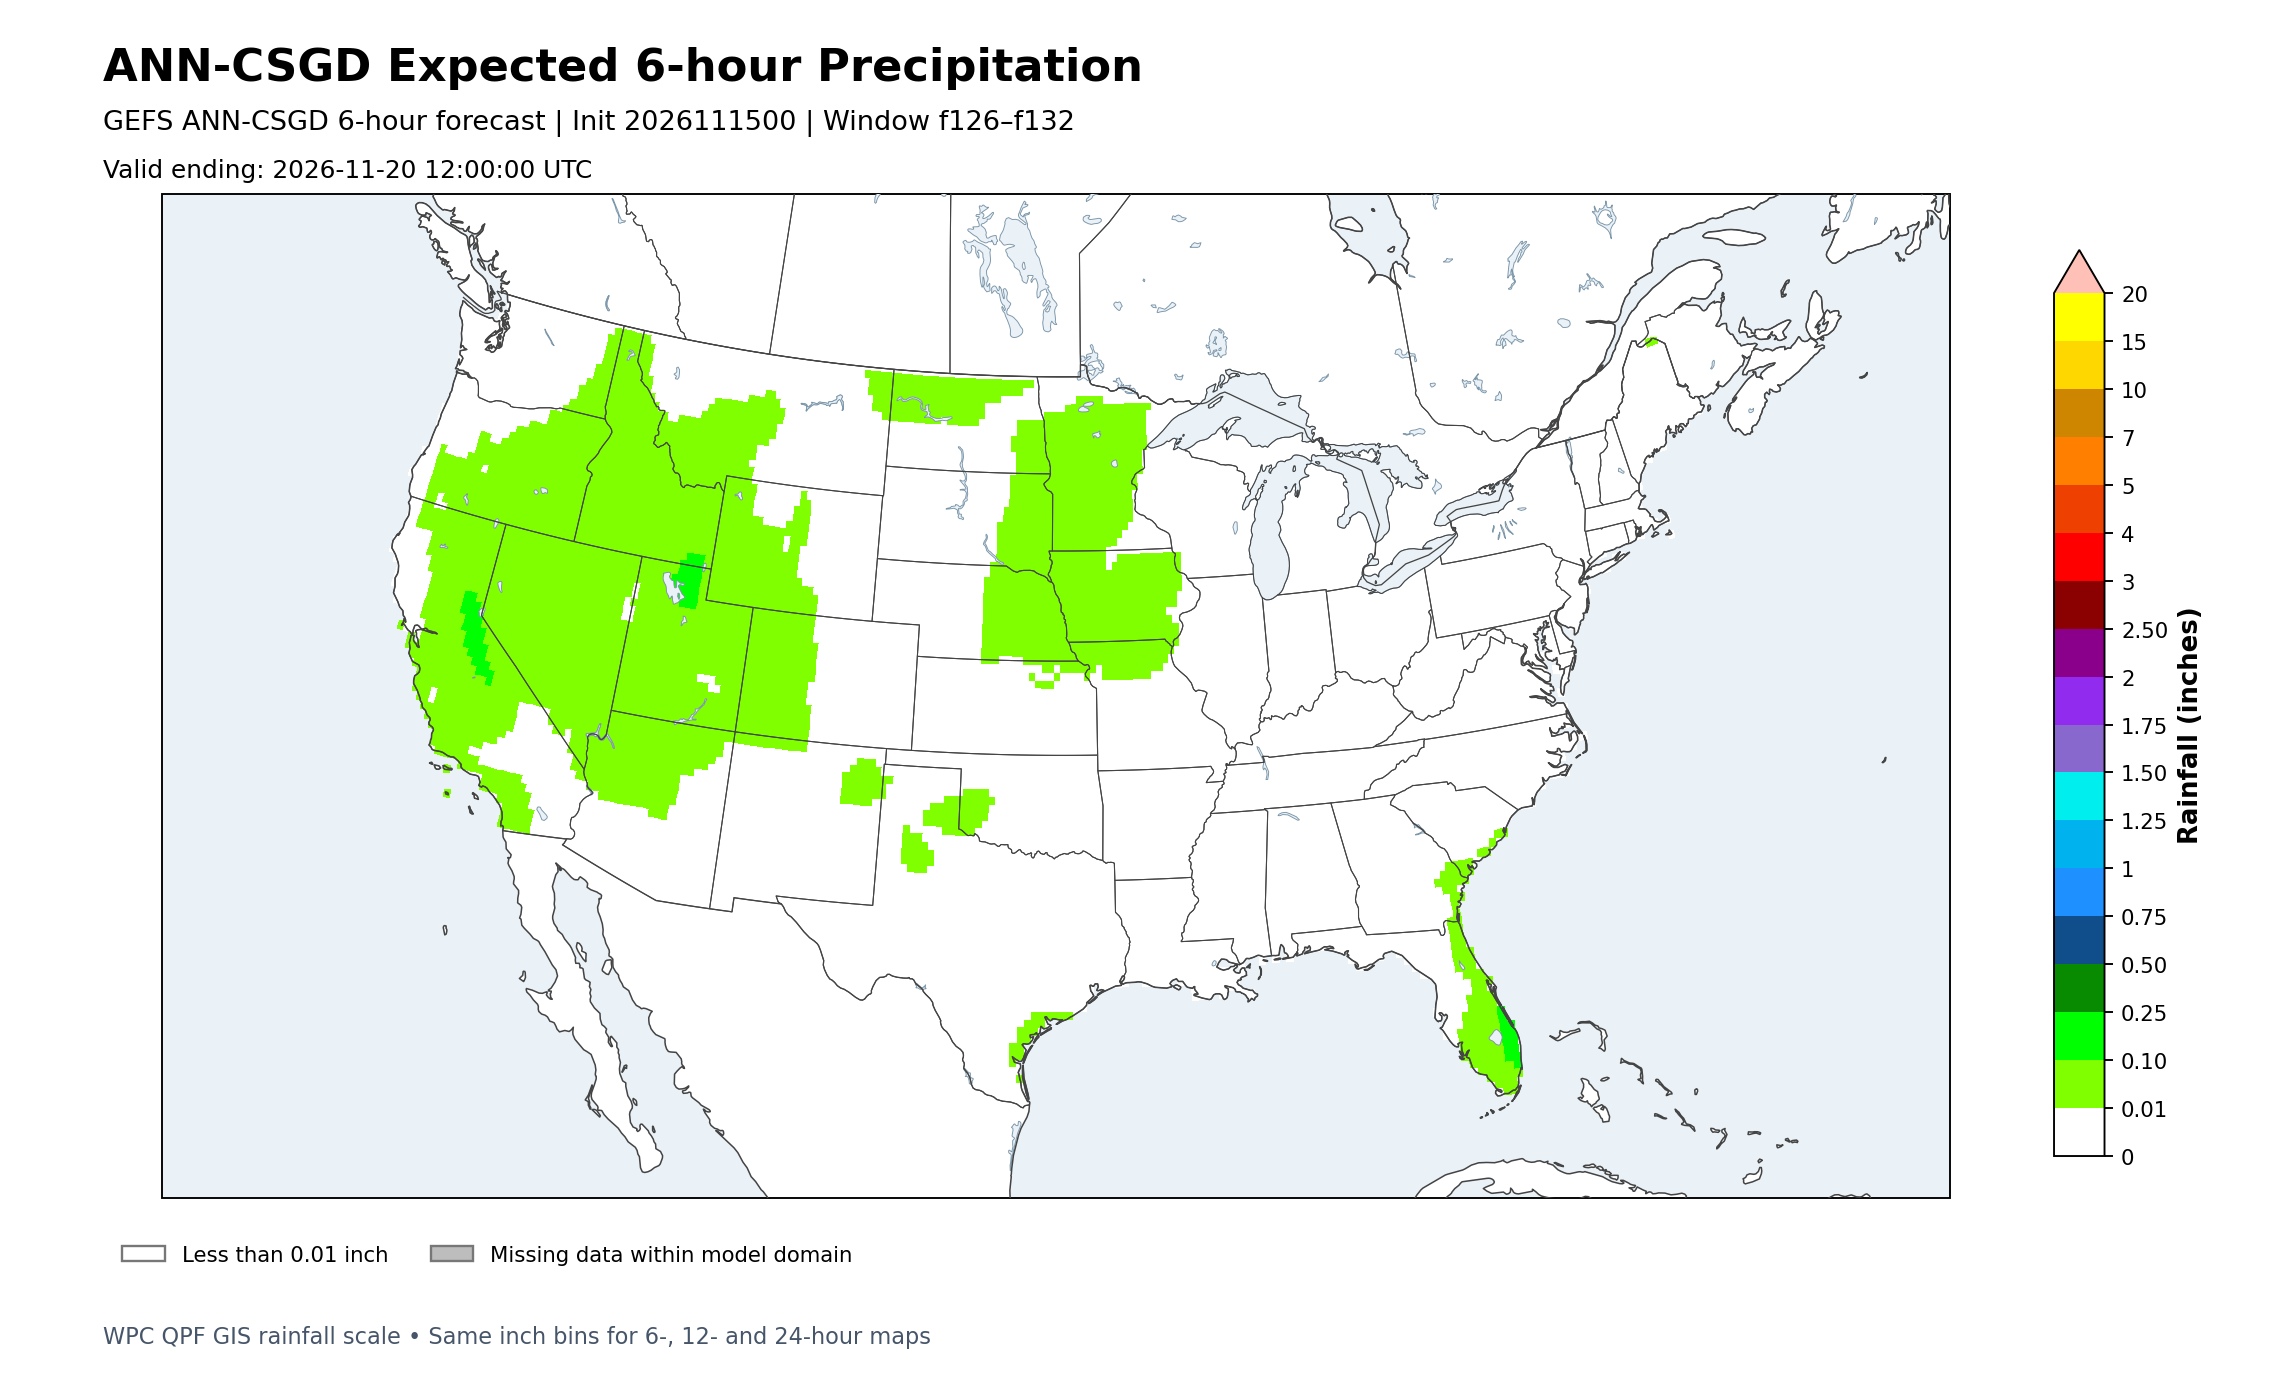 ANN-CSGD Expected 6-hour Precipitation
GEFS ANN-CSGD 6-hour forecast | Init 2026111500 | Window f126–f132
Valid ending: 2026-11-20 12:00:00 UTC
20
15
10
7
5
4
3
2.50
2
1.75
1.50
1.25
1
0.75
0.50
0.25
0.10
0.01
0
Rainfall (inches)
Less than 0.01 inch
Missing data within model domain
WPC QPF GIS rainfall scale • Same inch bins for 6-, 12- and 24-hour maps